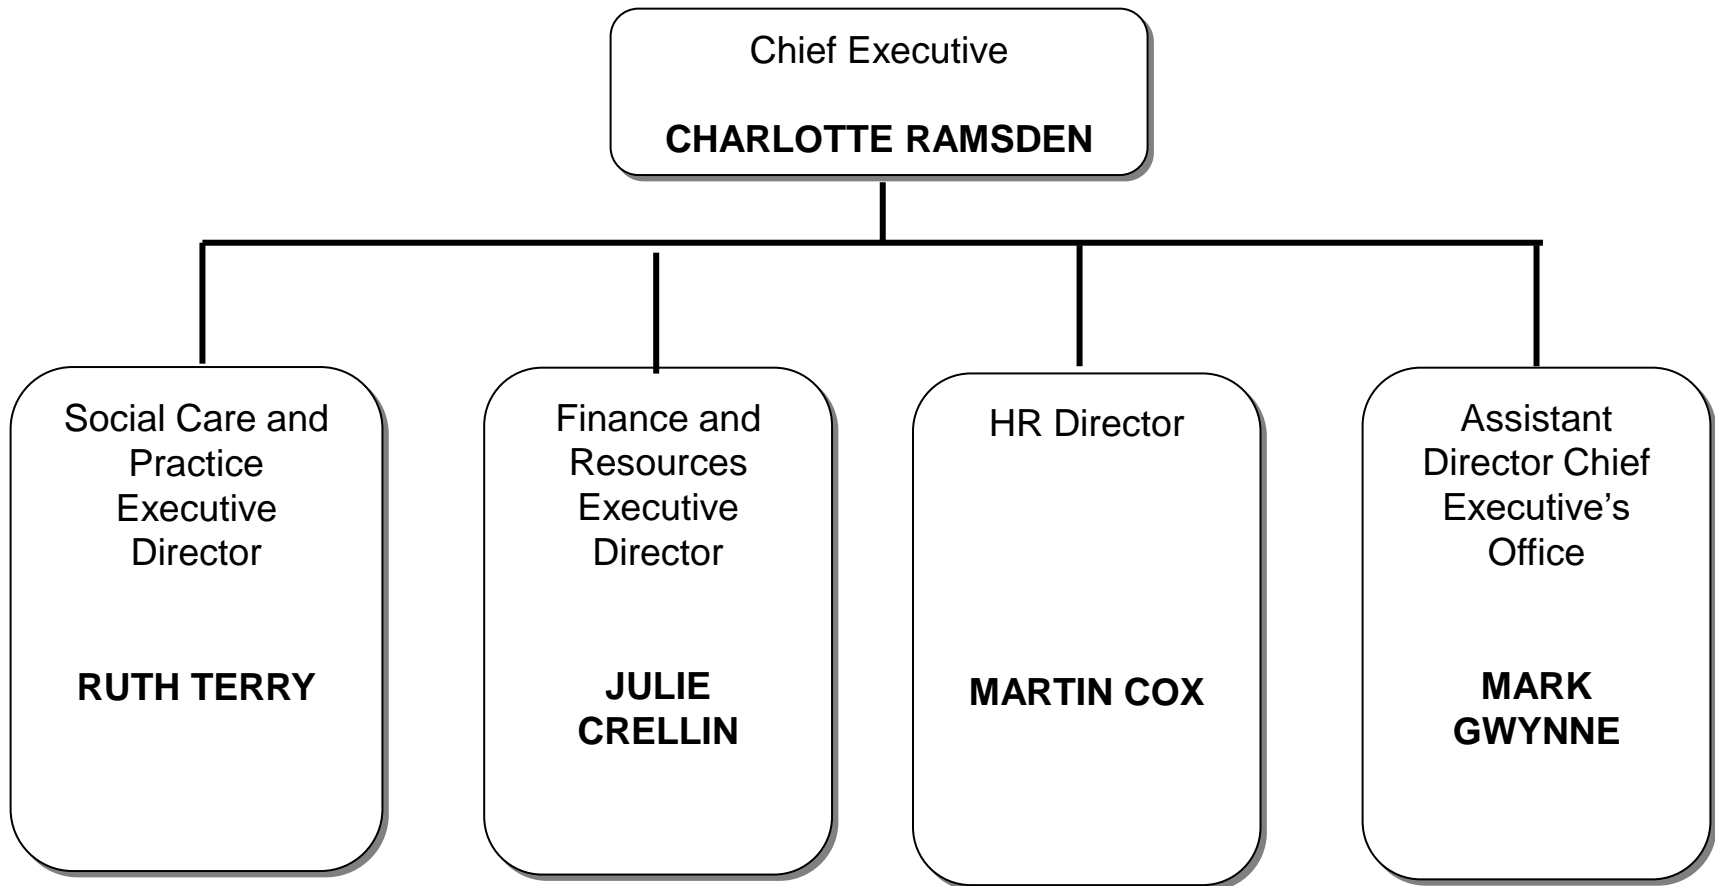 Chief Executive
CHARLOTTE RAMSDEN
Social Care and
Practice
Executive
Director
RUTH TERRY
Finance and
Resources
Executive
Director
JULIE
CRELLIN
HR Director
MARTIN COX
Assistant
Director Chief
Executive’s
Office
MARK
GWYNNE